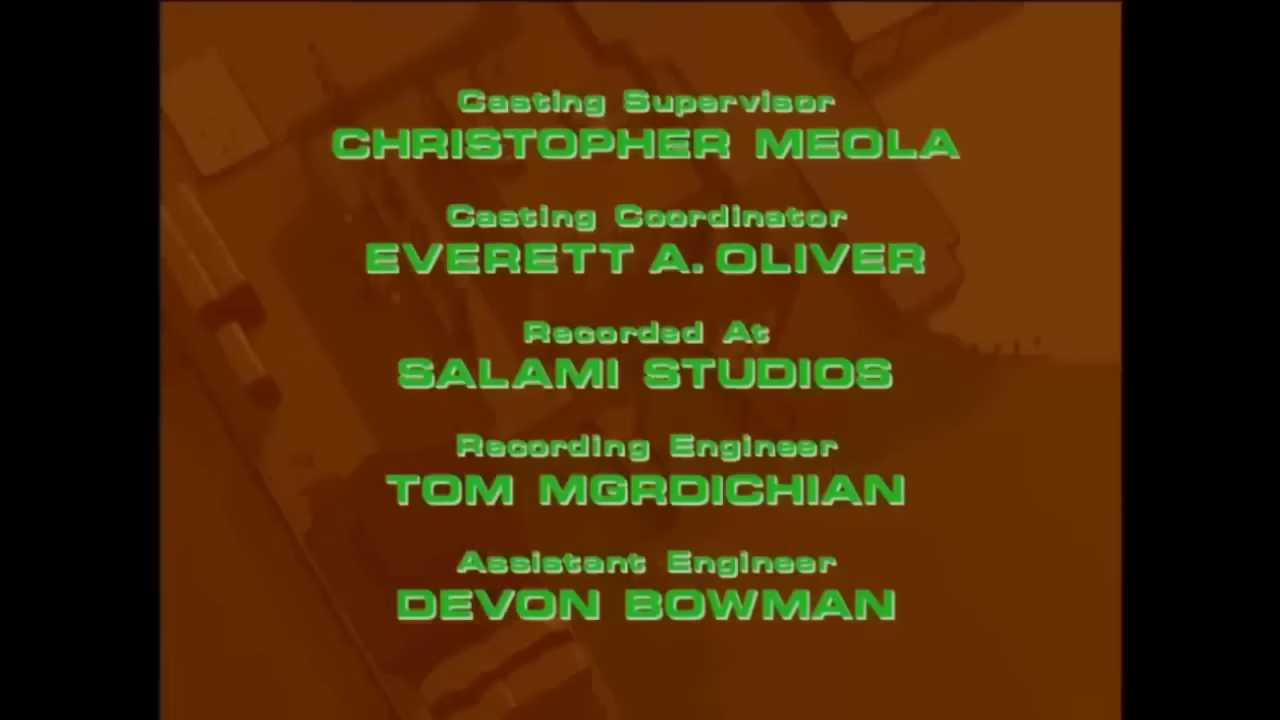 Casting Supervisor
CHRISTOPHER MEOLA
Casting Coordinator
EVERETT A. OLIVER
Recorded At
SALAMI STUDIOS
Recording Engineer
TOM MGRDICHIAN
Assistant Engineer
DEVON BOWMAN